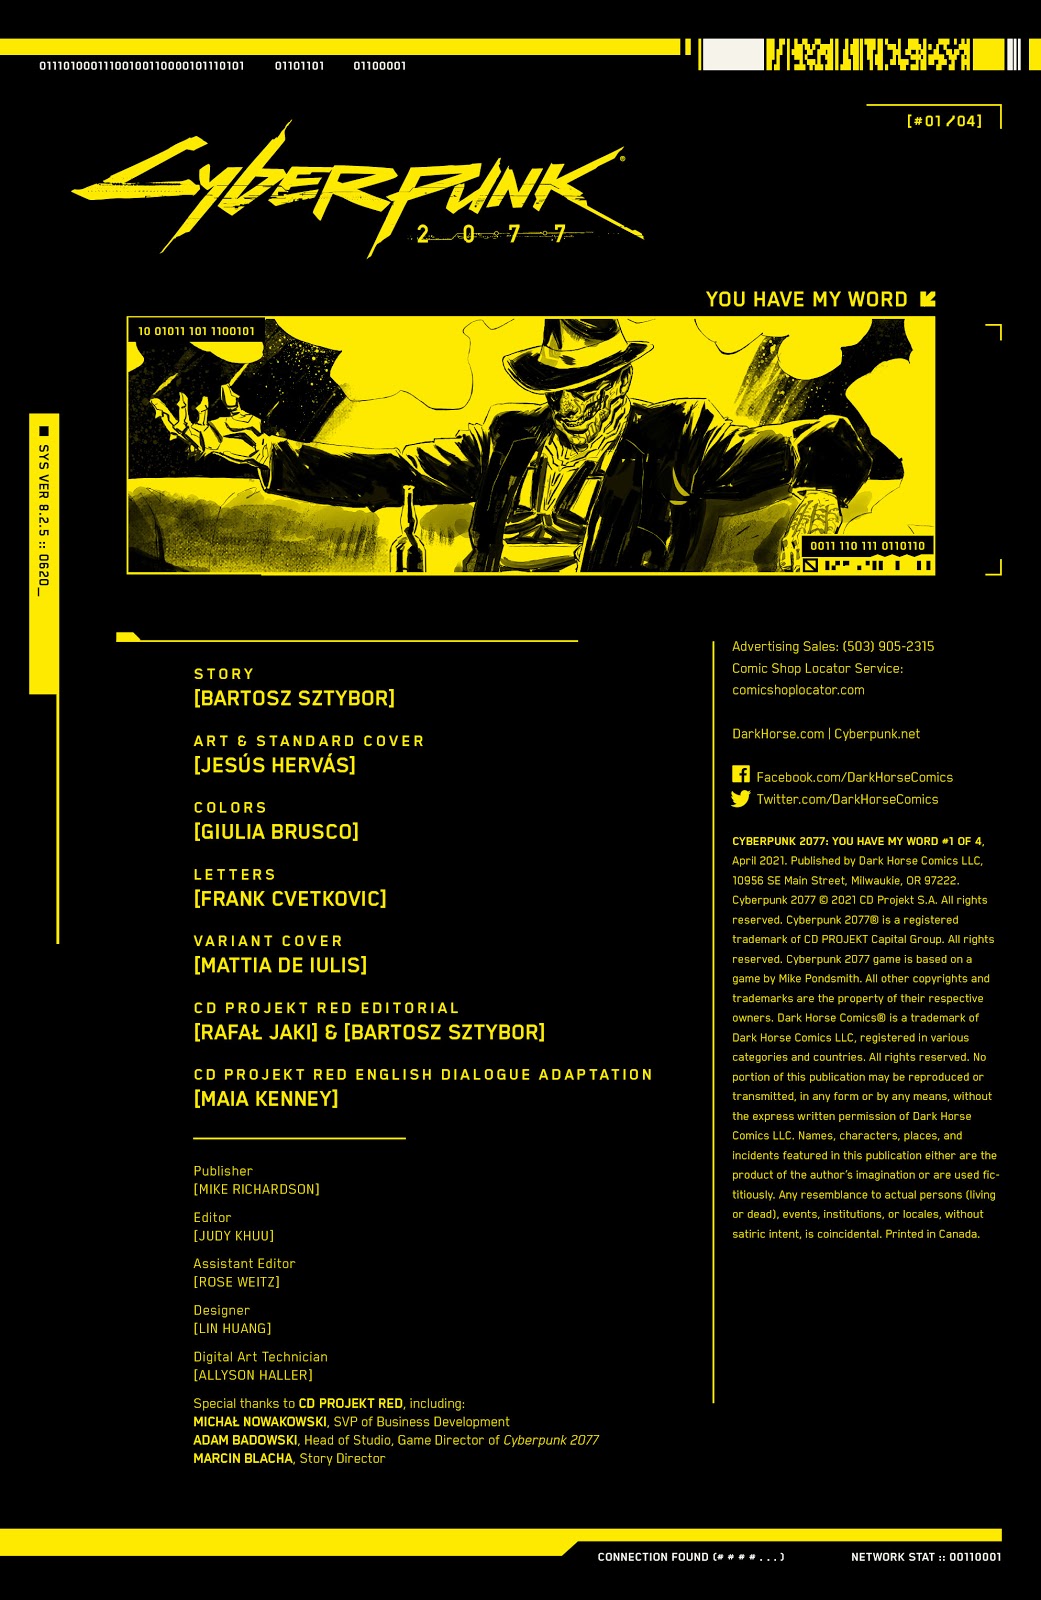 01110100011100100110000101110101 01101101 01100001
[#01/04]
CYBERPUNK
2077
YOU HAVE MY WORD
10 01011 101 1100101
0011 110 111 0110110
SYS VER 8.2.5 :: 0620_
STORY
[BARTOSZ SZTYBOR]
ART & STANDARD COVER
[JESÚS HERVÁS]
COLORS
[GIULIA BRUSCO]
LETTERS
[FRANK CVETKOVIC]
VARIANT COVER
[MATTIA DE IULIS]
CD PROJEKT RED EDITORIAL
[RAFAŁ JAKI] & [BARTOSZ SZTYBOR]
CD PROJEKT RED ENGLISH DIALOGUE ADAPTATION
[MAIA KENNEY]
Publisher
[MIKE RICHARDSON]
Editor
[JUDY KHUU]
Assistant Editor
[ROSE WEITZ]
Designer
[LIN HUANG]
Digital Art Technician
[ALLYSON HALLER]
Special thanks to CD PROJEKT RED, including:
MICHAŁ NOWAKOWSKI, SVP of Business Development
ADAM BADOWSKI, Head of Studio, Game Director of Cyberpunk 2077
MARCIN BLACHA, Story Director
Advertising Sales: (503) 905-2315
Comic Shop Locator Service:
comicshoplocator.com
DarkHorse.com | Cyberpunk.net
Facebook.com/DarkHorseComics
Twitter.com/DarkHorseComics
CYBERPUNK 2077: YOU HAVE MY WORD #1 OF 4,
April 2021. Published by Dark Horse Comics LLC,
10956 SE Main Street, Milwaukie, OR 97222.
Cyberpunk 2077 © 2021 CD Projekt S.A. All rights
reserved. Cyberpunk 2077® is a registered
trademark of CD PROJEKT Capital Group. All rights
reserved. Cyberpunk 2077 game is based on a
game by Mike Pondsmith. All other copyrights and
trademarks are the property of their respective
owners. Dark Horse Comics® is a trademark of
Dark Horse Comics LLC, registered in various
categories and countries. All rights reserved. No
portion of this publication may be reproduced or
transmitted, in any form or by any means, without
the express written permission of Dark Horse
Comics LLC. Names, characters, places, and
incidents featured in this publication either are the
product of the author's imagination or are used fic-
titiously. Any resemblance to actual persons (living
or dead), events, institutions, or locales, without
satiric intent, is coincidental. Printed in Canada.
CONNECTION FOUND (# # # # . . . )
NETWORK STAT :: 00110001